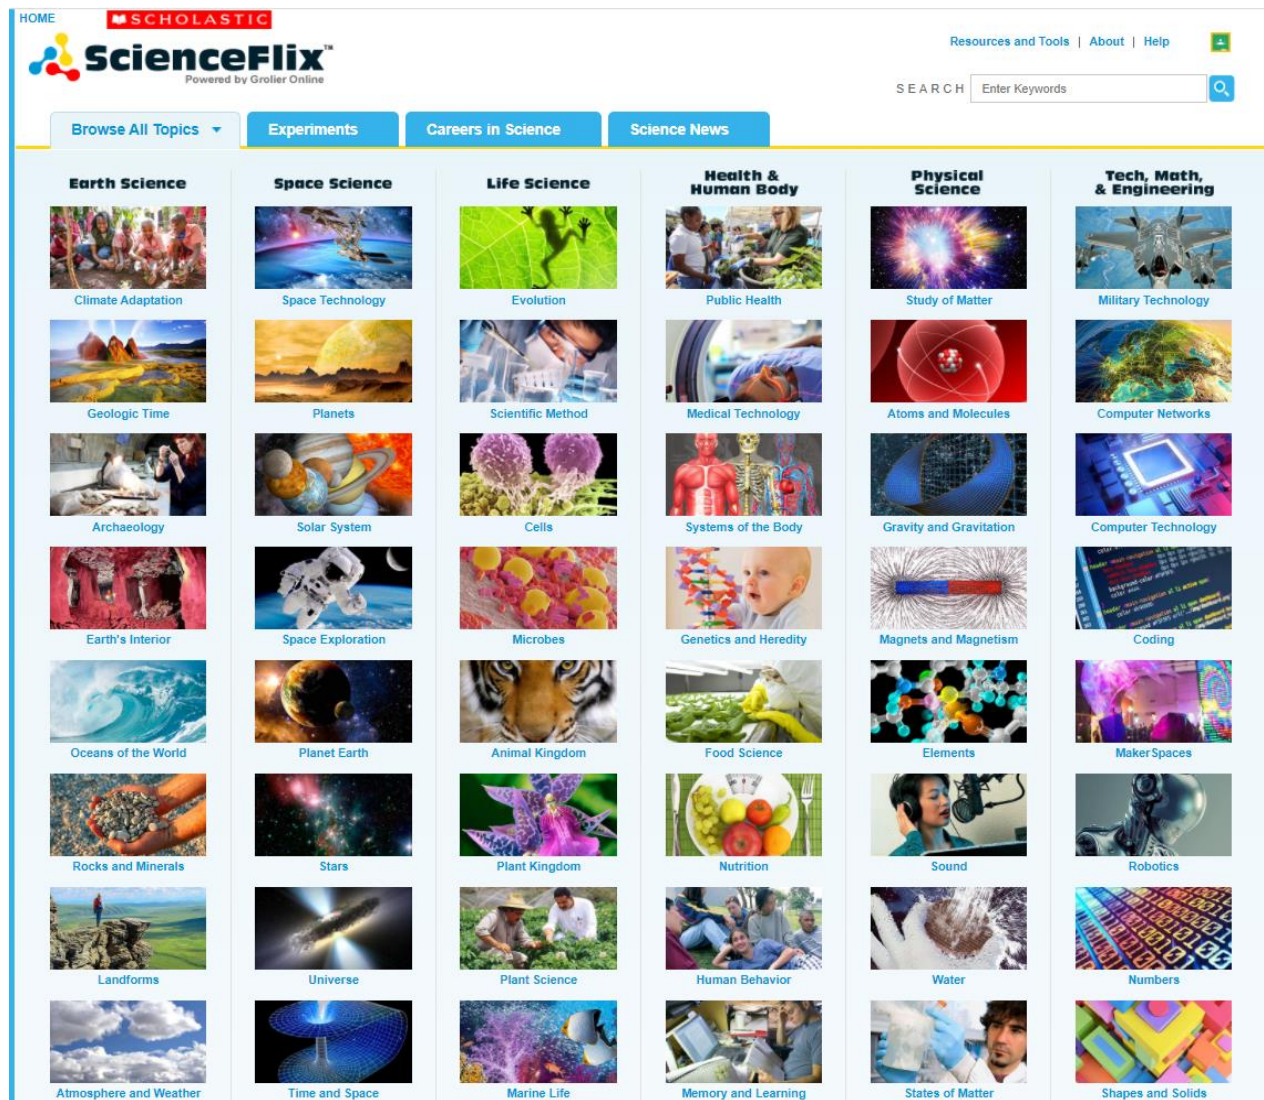 HOME
SCHOLASTIC
ScienceFlix™
Powered by Grolier Online
Resources and Tools | About | Help
SEARCH Enter Keywords
Browse All Topics Experiments Careers in Science Science News
Earth Science Space Science Life Science Health & Human Body Physical Science Tech, Math, & Engineering
Climate Adaptation Space Technology Evolution Public Health Study of Matter Military Technology
Geologic Time Planets Scientific Method Medical Technology Atoms and Molecules Computer Networks
Archaeology Solar System Cells Systems of the Body Gravity and Gravitation Computer Technology
Earth's Interior Space Exploration Microbes Genetics and Heredity Magnets and Magnetism Coding
Oceans of the World Planet Earth Animal Kingdom Food Science Elements MakerSpaces
Rocks and Minerals Stars Plant Kingdom Nutrition Sound Robotics
Landforms Universe Plant Science Human Behavior Water Numbers
Atmosphere and Weather Time and Space Marine Life Memory and Learning States of Matter Shapes and Solids